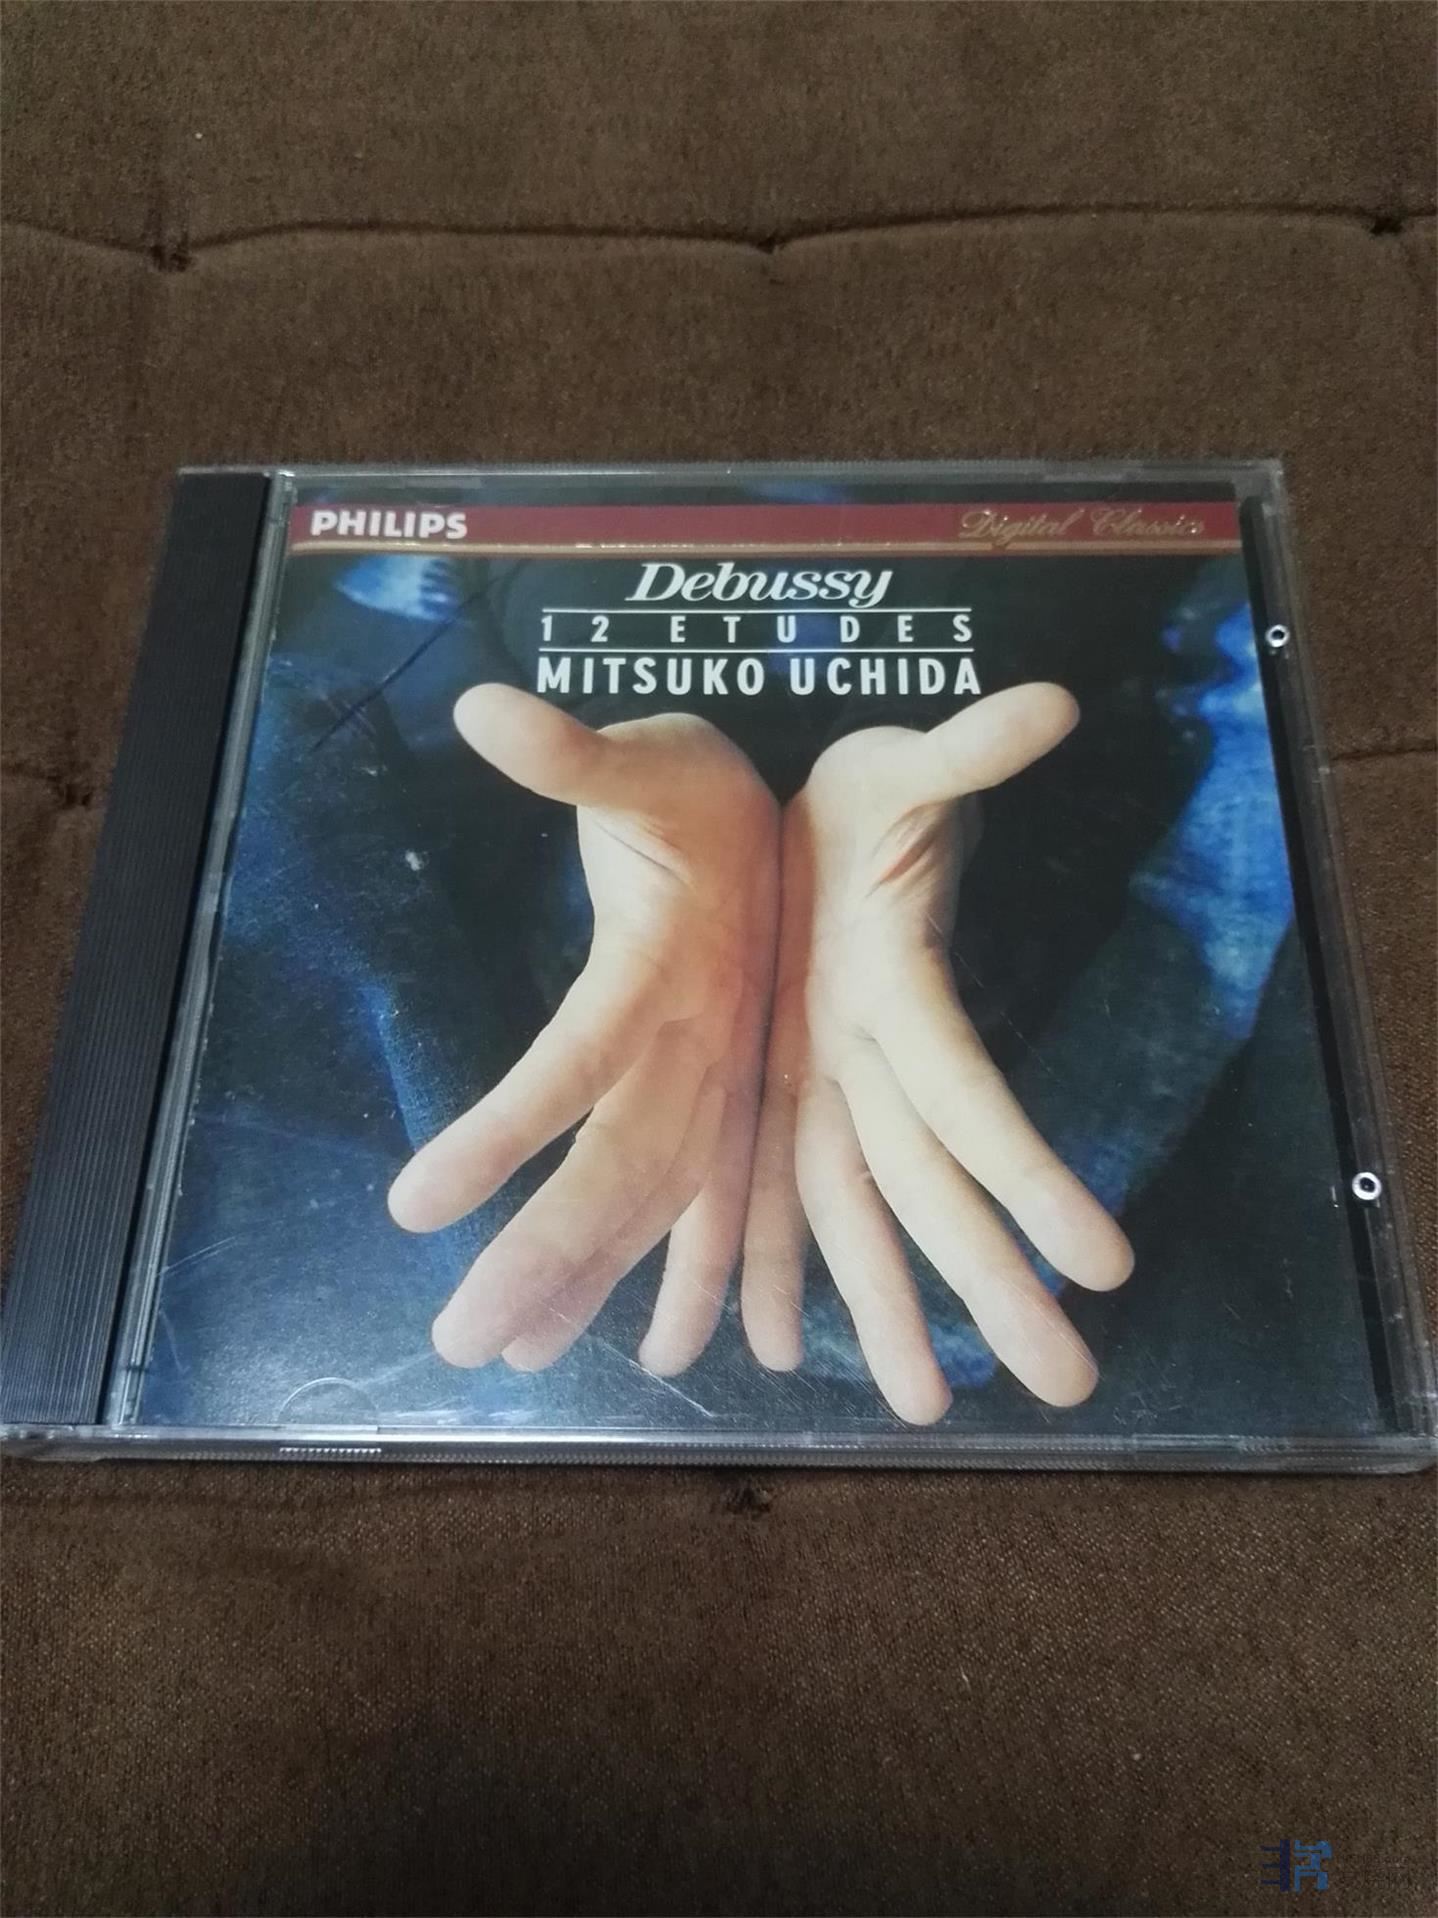 PHILIPS
Digital Classics
Debussy
12 ETUDES
MITSUKO UCHIDA